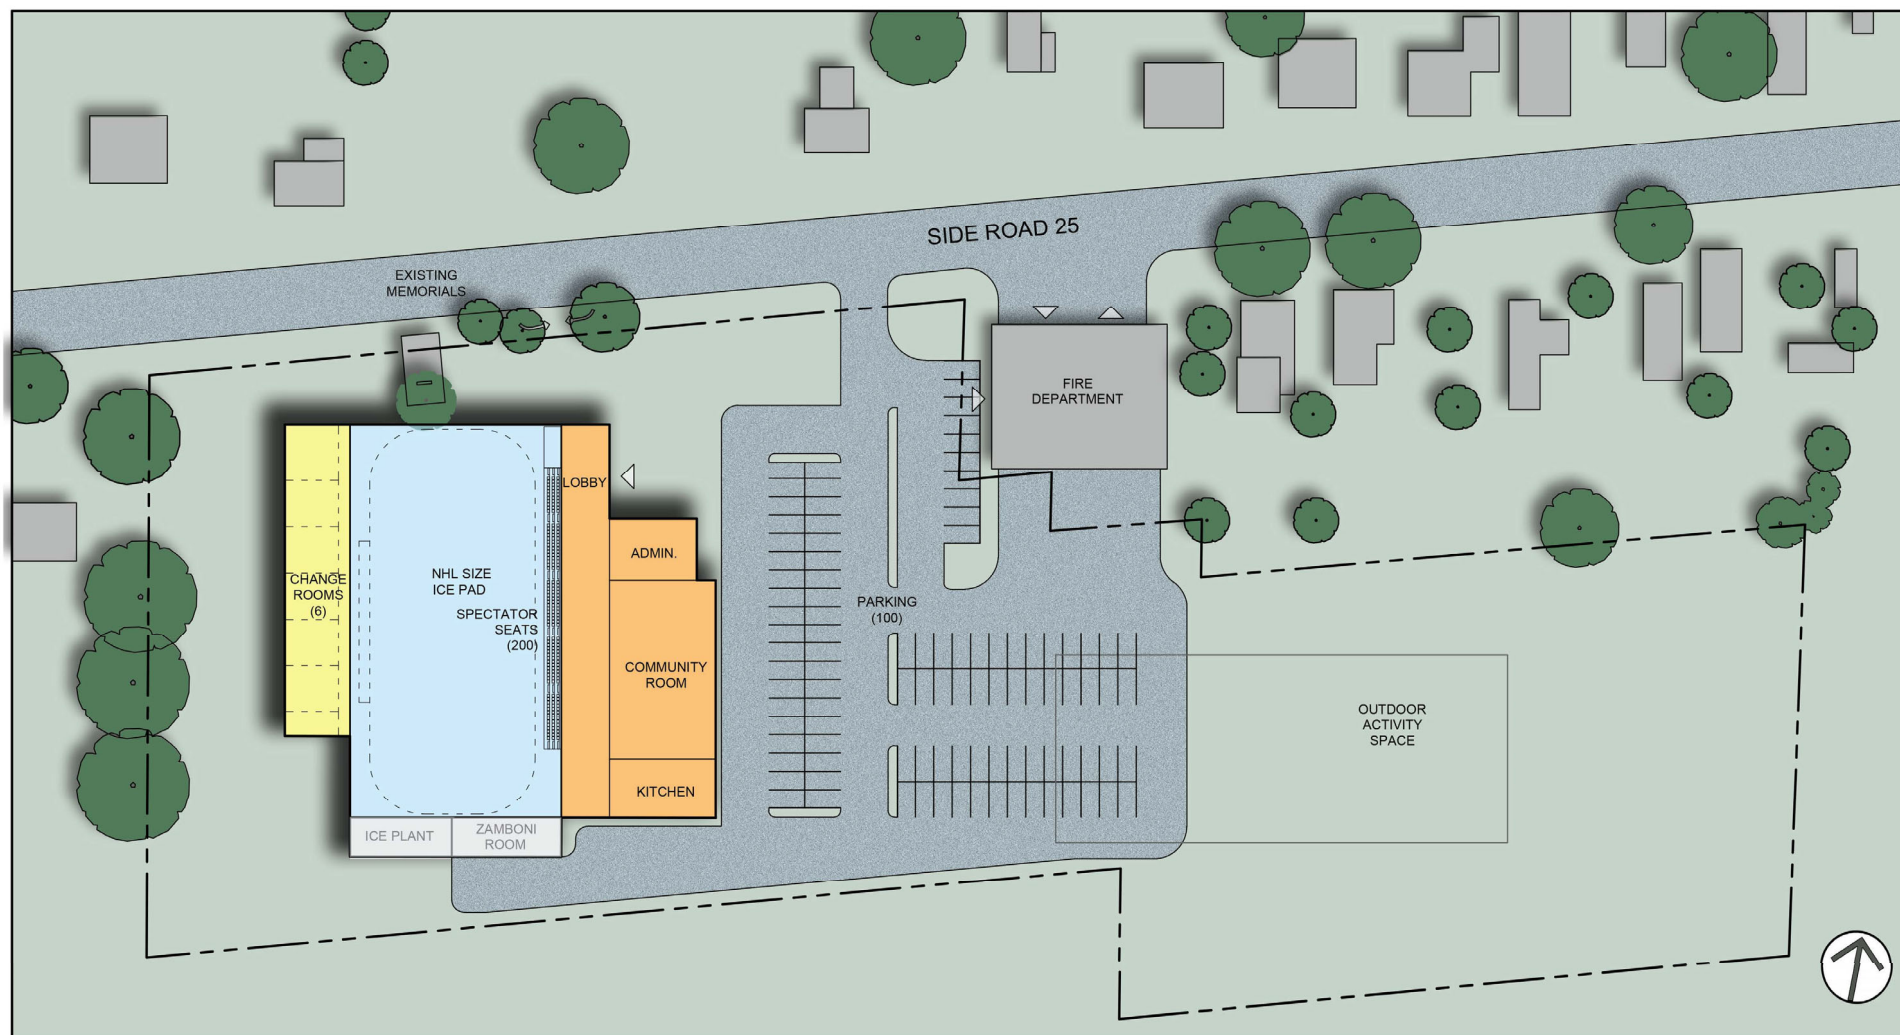 SIDE ROAD 25
EXISTING
MEMORIALS
FIRE
DEPARTMENT
LOBBY
ADMIN.
NHL SIZE
ICE PAD
CHANGE
ROOMS
(6)
SPECTATOR
SEATS
(200)
PARKING
(100)
COMMUNITY
ROOM
OUTDOOR
ACTIVITY
SPACE
KITCHEN
ICE PLANT
ZAMBONI
ROOM